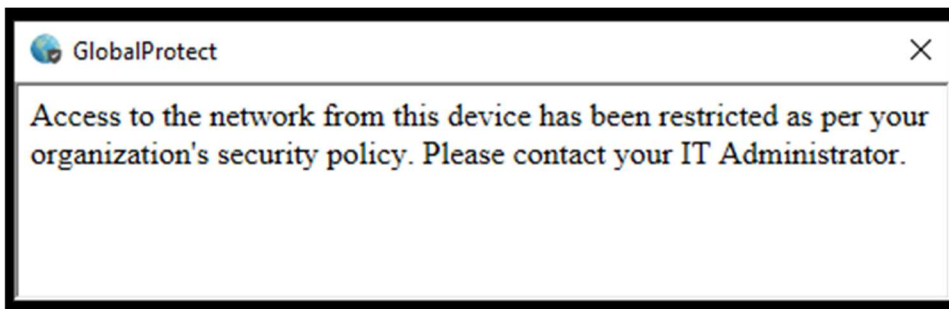 GlobalProtect
Access to the network from this device has been restricted as per your
organization's security policy. Please contact your IT Administrator.